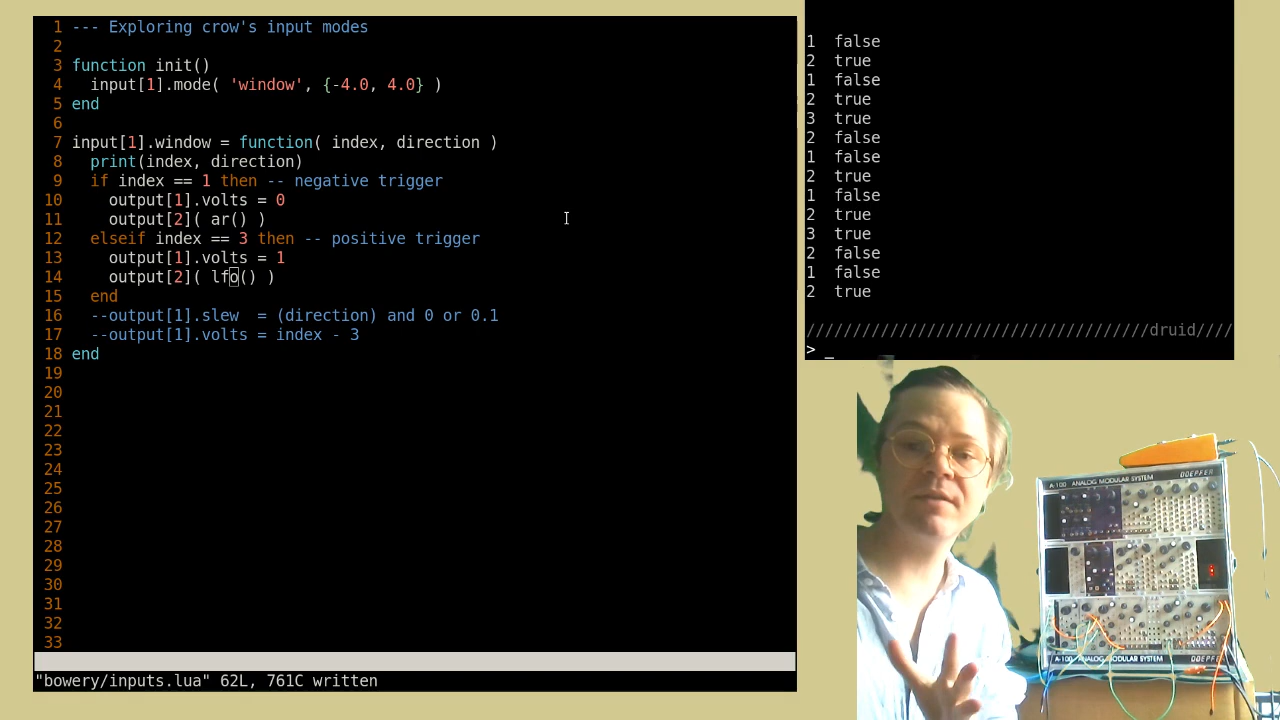 1 --- Exploring crow's input modes
2
3 function init()
4   input[1].mode( 'window', {-4.0, 4.0} )
5 end
6
7 input[1].window = function( index, direction )
8   print(index, direction)
9   if index == 1 then -- negative trigger
10     output[1].volts = 0
11     output[2]( ar() )
12   elseif index == 3 then -- positive trigger
13     output[1].volts = 1
14     output[2]( lfo() )
15   end
16   --output[1].slew  = (direction) and 0 or 0.1
17   --output[1].volts = index - 3
18 end
19
20
21
22
23
24
25
26
27
28
29
30
31
32
33
"bowery/inputs.lua" 62L, 761C written
1  false
2  true
1  false
2  true
3  true
2  false
1  false
2  true
1  false
2  true
3  true
2  false
1  false
2  true
/////////////////////////////////////druid////
> _
A-100 ANALOG MODULAR SYSTEM DOEPFER
A-100 ANALOG MODULAR SYSTEM DOEPFER